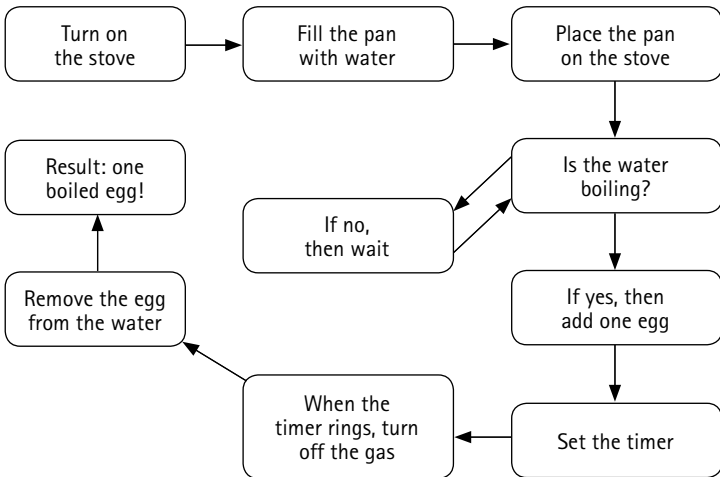 Turn on
the stove
Fill the pan
with water
Place the pan
on the stove
Is the water
boiling?
If no,
then wait
If yes, then
add one egg
Set the timer
When the
timer rings, turn
off the gas
Remove the egg
from the water
Result: one
boiled egg!